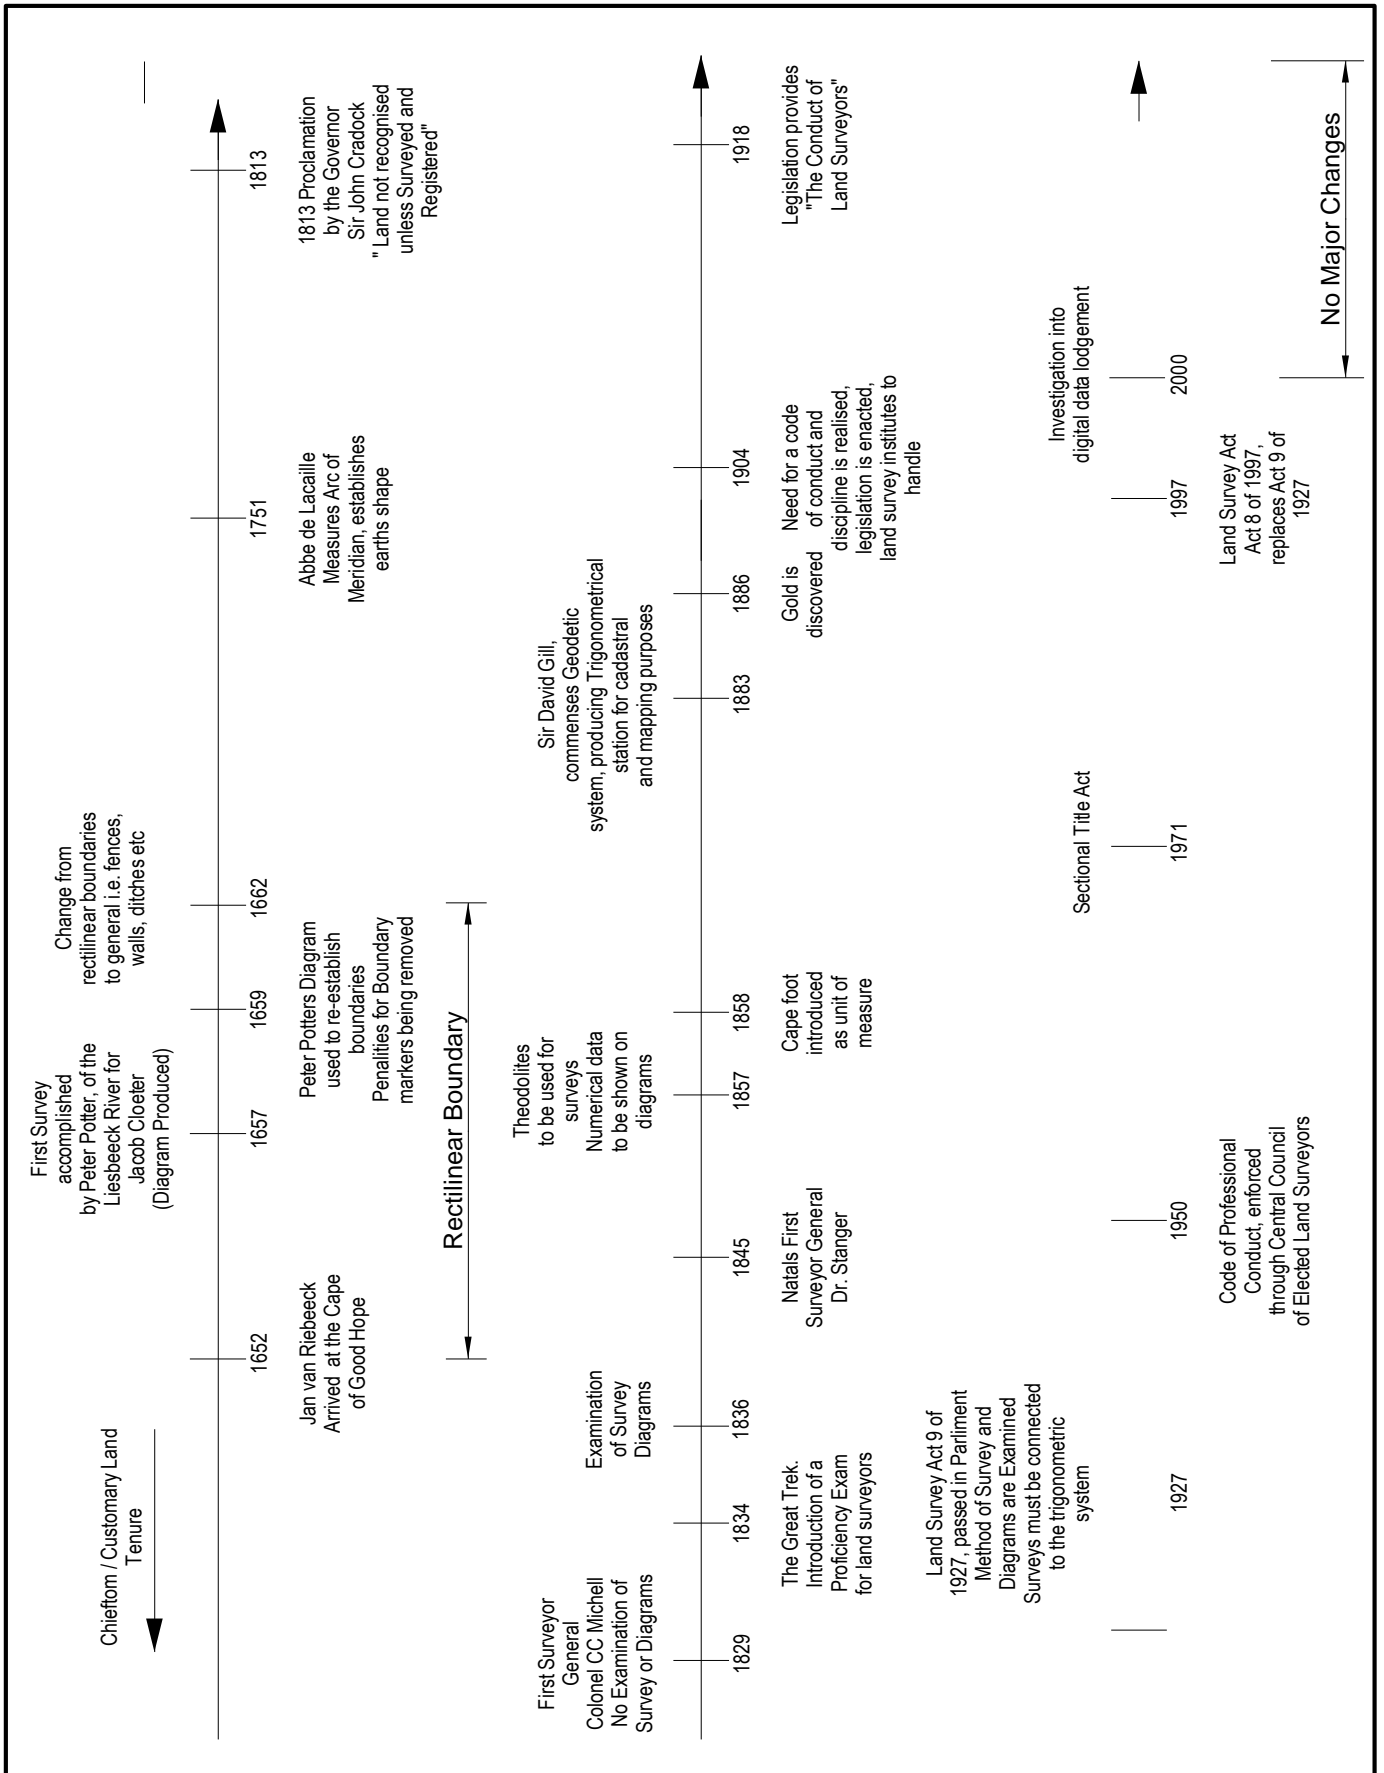 Chieftom / Customary Land
Tenure
First Survey
accomplished
by Peter Potter, of the
Liesbeeck River for
Jacob Cloeter
(Diagram Produced)
Change from
rectilinear boundaries
to general i.e. fences,
walls, ditches etc
1652
1657
1659
1662
1751
1813
Jan van Riebeeck
Arrived at the Cape
of Good Hope
Peter Potters Diagram
used to re-establish
boundaries
Penalities for Boundary
markers being removed
Abbe de Lacaille
Measures Arc of
Meridian, establishes
earths shape
1813 Proclamation
by the Governor
Sir John Cradock
" Land not recognised
unless Surveyed and
Registered"
Rectilinear Boundary
First Surveyor
General
Colonel CC Michell
No Examination of
Survey or Diagrams
Examination
of Survey
Diagrams
Theodolites
to be used for
surveys
Numerical data
to be shown on
diagrams
Sir David Gill,
commenses Geodetic
system, producing Trigonometrical
station for cadastral
and mapping purposes
1829
1834
1836
1845
1857
1858
1883
1886
1904
1918
The Great Trek.
Introduction of a
Proficiency Exam
for land surveyors
Natals First
Surveyor General
Dr. Stanger
Cape foot
introduced
as unit of
measure
Gold is
discovered
Need for a code
of conduct and
discipline is realised,
legislation is enacted,
land survey institutes to
handle
Legislation provides
"The Conduct of
Land Surveyors"
Land Survey Act 9 of
1927, passed in Parliment
Method of Survey and
Diagrams are Examined
Surveys must be connected
to the trigonometric
system
Sectional Title Act
Investigation into
digital data lodgement
1927
1950
1971
1997
2000
Code of Professional
Conduct, enforced
through Central Council
of Elected Land Surveyors
Land Survey Act
Act 8 of 1997,
replaces Act 9 of
1927
No Major Changes